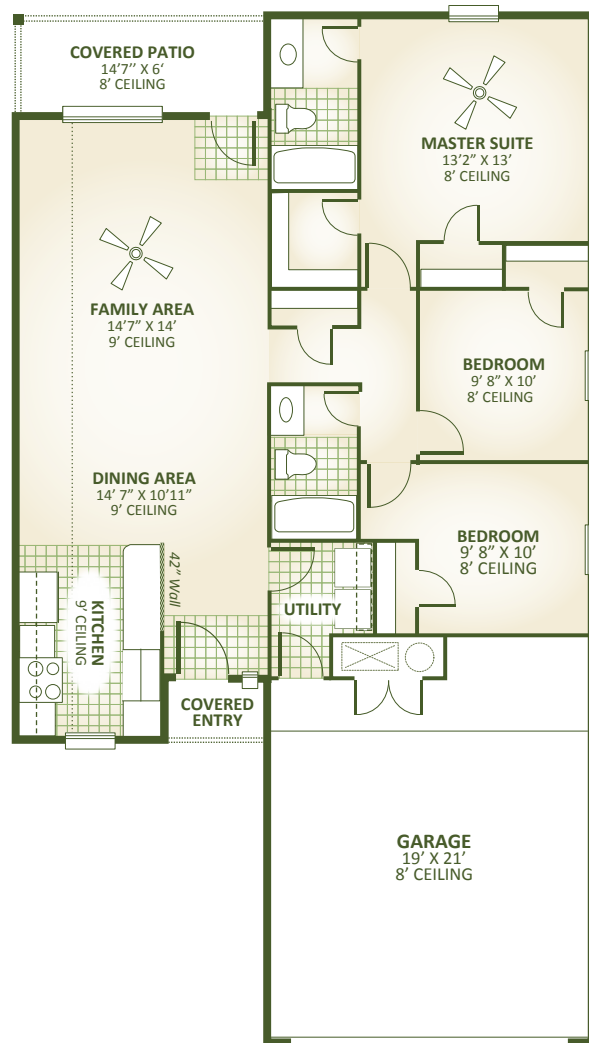 COVERED PATIO
14’7’’ X 6‘
8’ CEILING
MASTER SUITE
13’2” X 13’
8’ CEILING
FAMILY AREA
14’7” X 14’
9’ CEILING
BEDROOM
9’ 8” X 10’
8’ CEILING
DINING AREA
14’ 7” X 10’11”
9’ CEILING
BEDROOM
9’ 8” X 10’
8’ CEILING
42” Wall
KITCHEN
9’ CEILING
UTILITY
COVERED
ENTRY
GARAGE
19’ X 21’
8’ CEILING